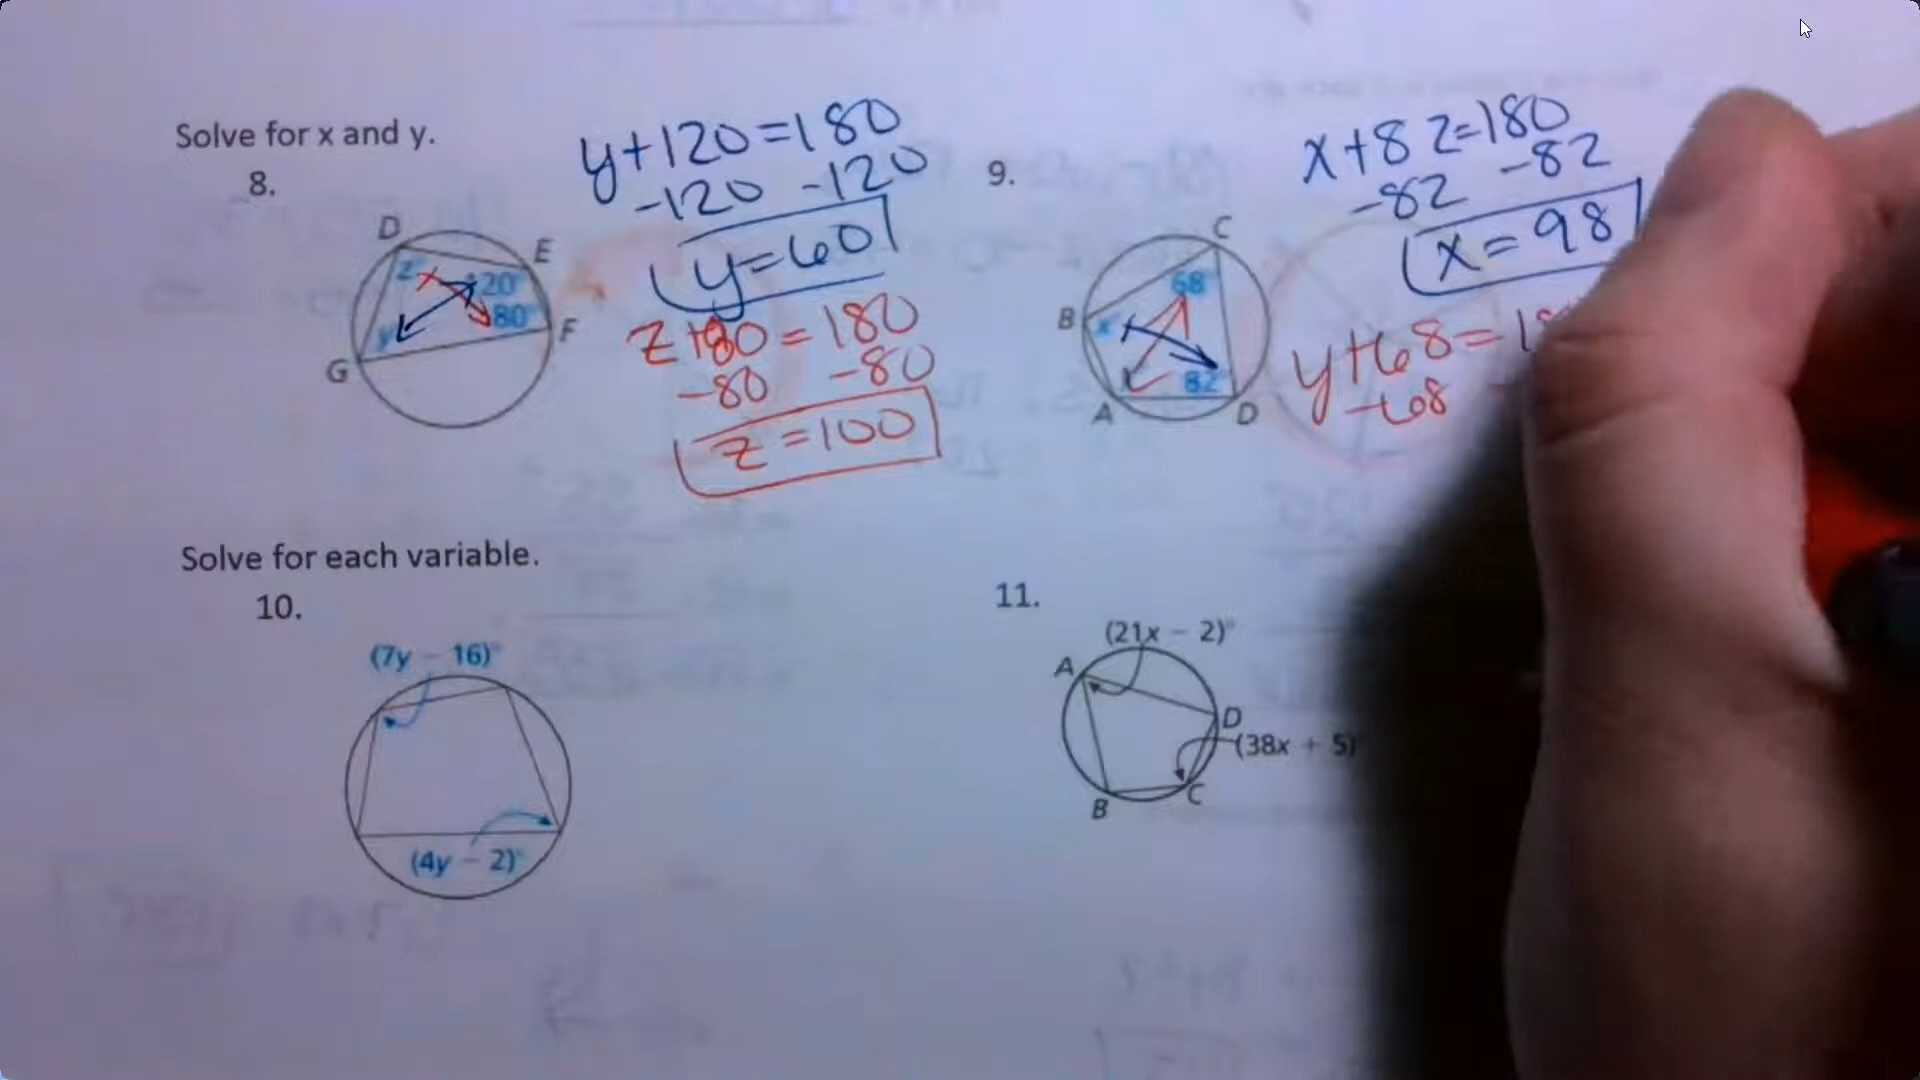 Solve for x and y.
8.
D
E
z°
120°
80°
y°
F
G
y+120=180
-120 -120
y=60
z+80=180
-80 -80
z=100
9.
C
68°
B
x°
82°
A
D
x+82=180
-82 -82
x=98
y+68=18
-68
Solve for each variable.
10.
(7y - 16)°
(4y - 2)°
11.
(21x - 2)°
A
D
(38x + 5)
B
C